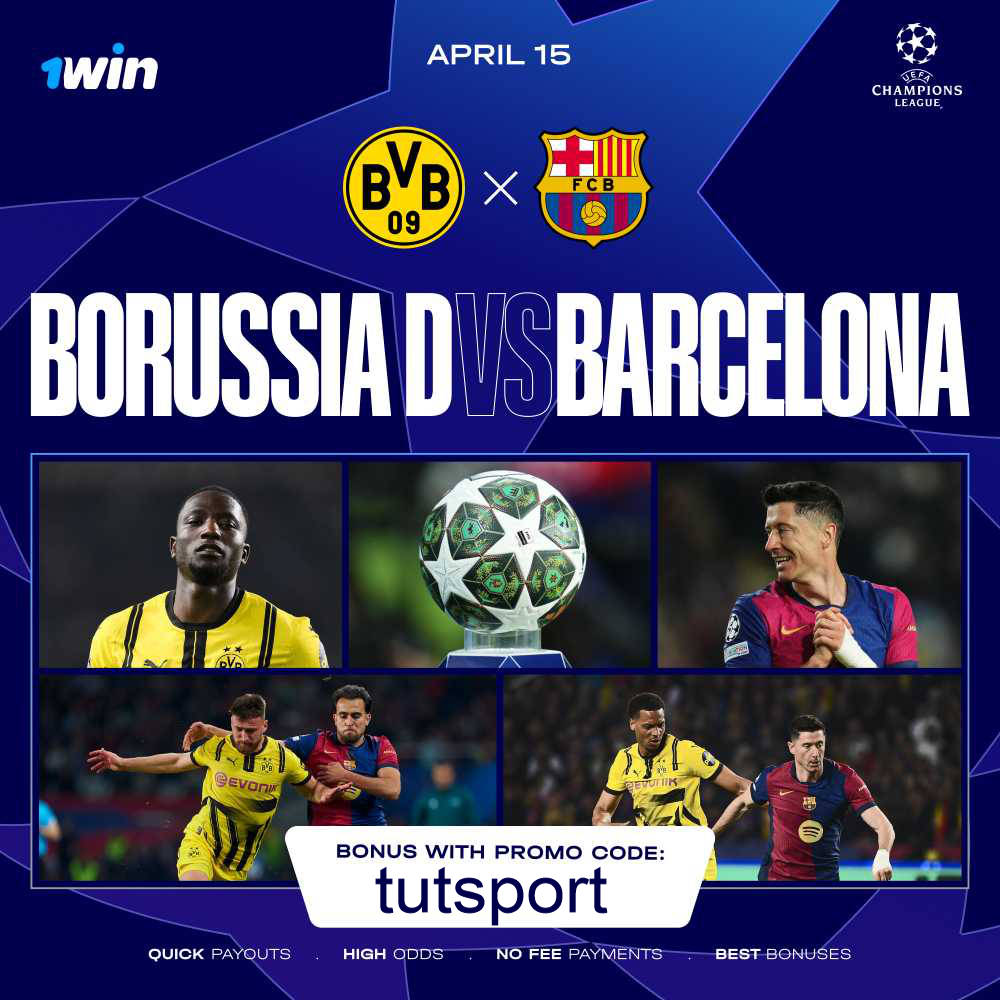 1win
APRIL 15
UEFA
CHAMPIONS
LEAGUE
BVB
09
FCB
BORUSSIA D VS BARCELONA
BVB
EVONIK
BONUS WITH PROMO CODE:
tutsport
QUICK PAYOUTS . HIGH ODDS . NO FEE PAYMENTS . BEST BONUSES